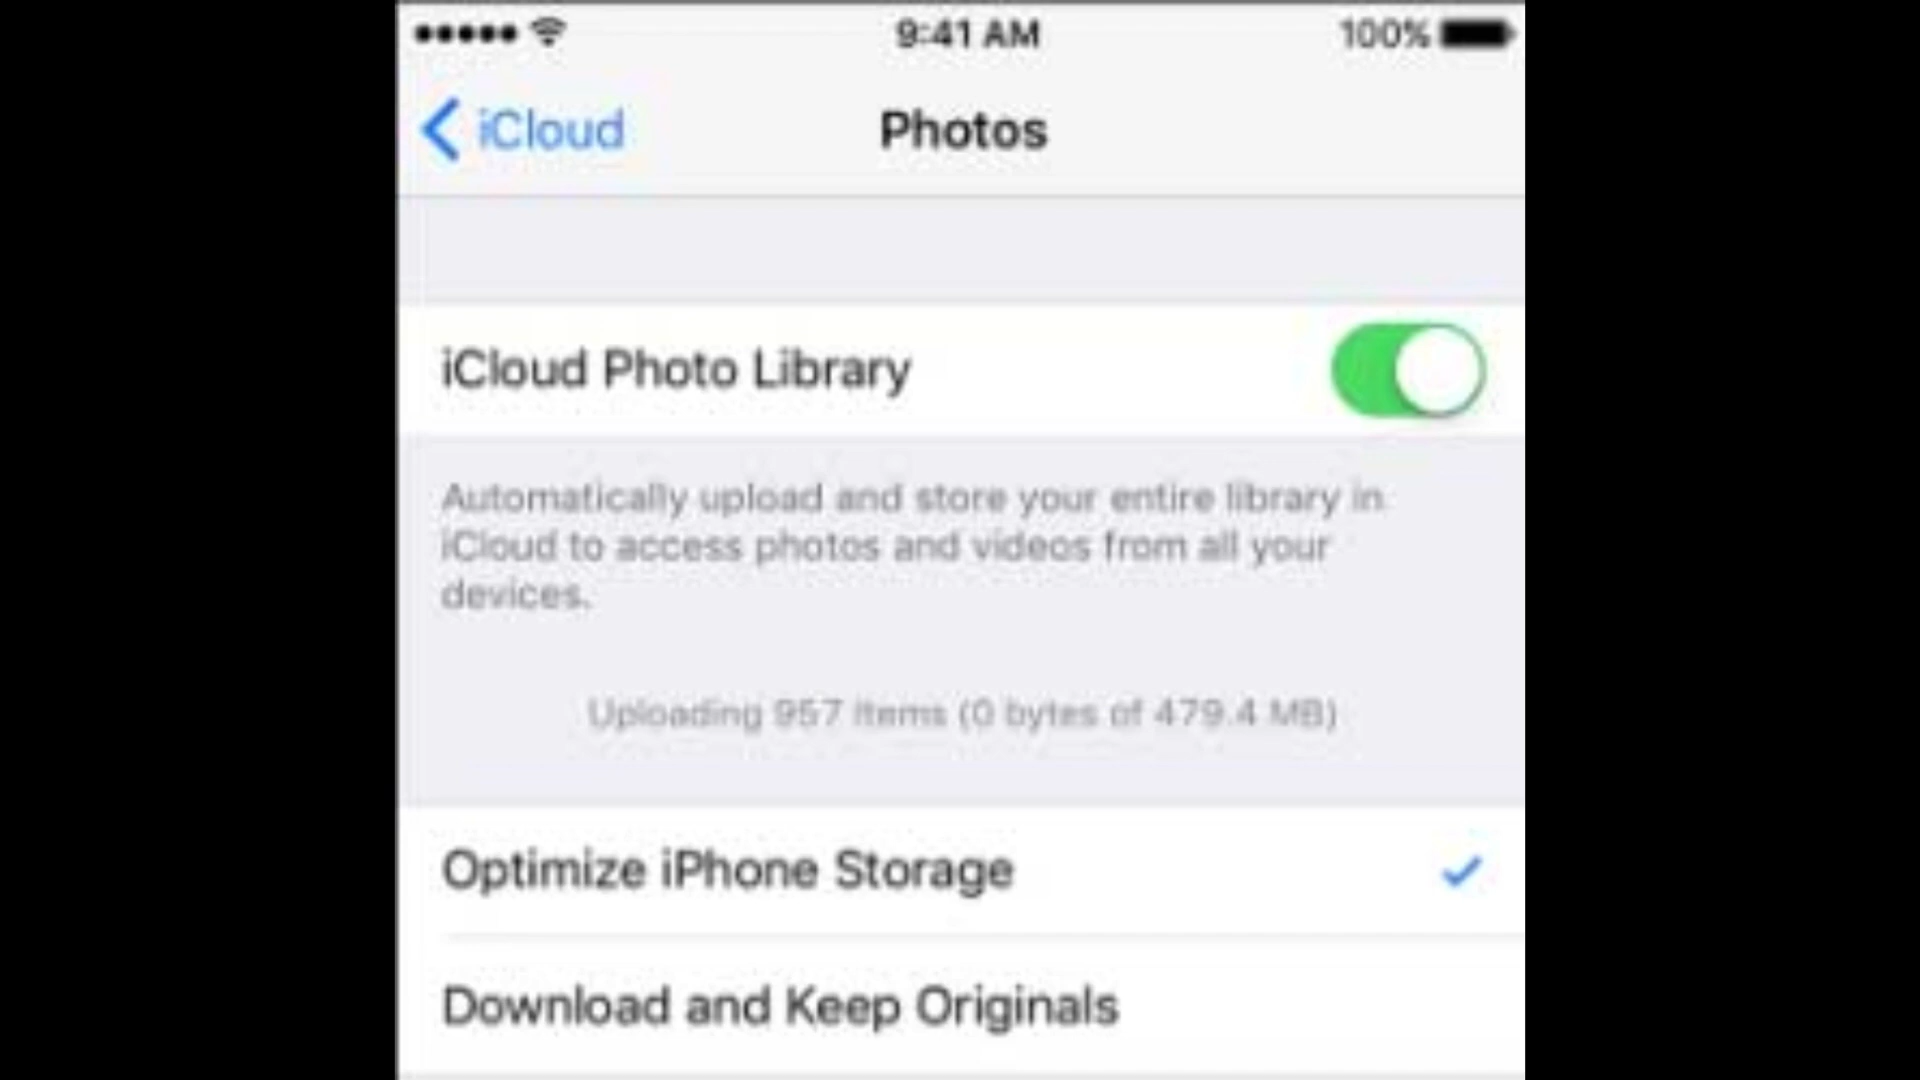 9:41 AM
100%
iCloud
Photos
iCloud Photo Library
Automatically upload and store your entire library in
iCloud to access photos and videos from all your
devices.
Uploading 957 Items (0 bytes of 479.4 MB)
Optimize iPhone Storage
Download and Keep Originals